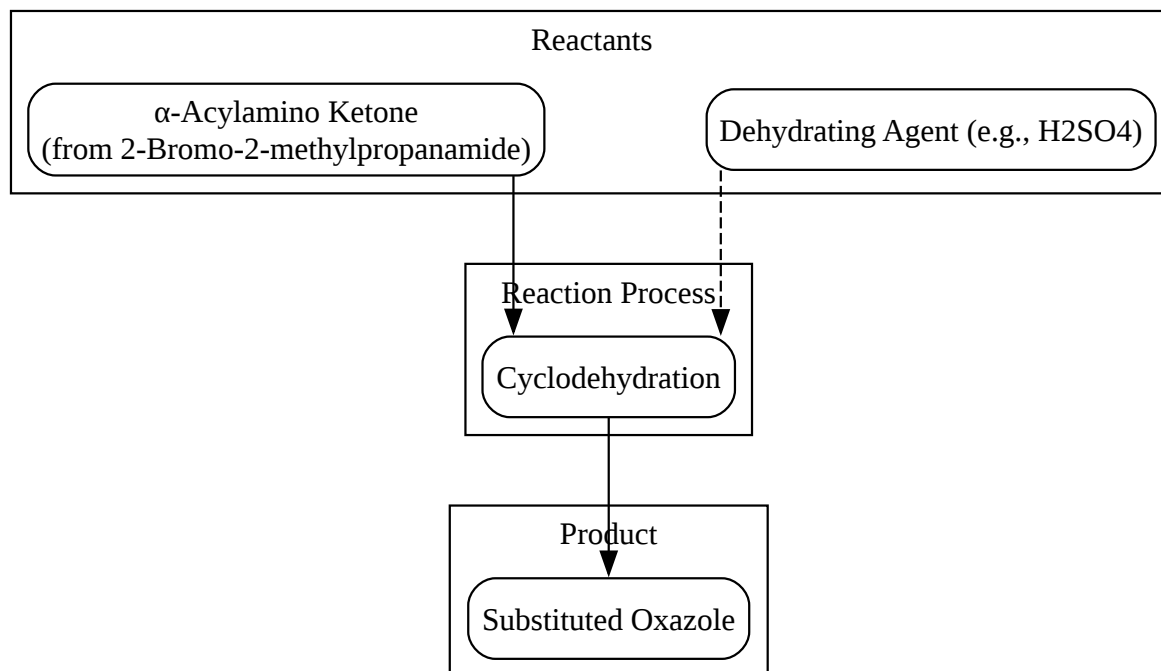 Reactants
α-Acylamino Ketone
(from 2-Bromo-2-methylpropanamide)
Dehydrating Agent (e.g., H2SO4)
Reaction Process
Cyclodehydration
Product
Substituted Oxazole